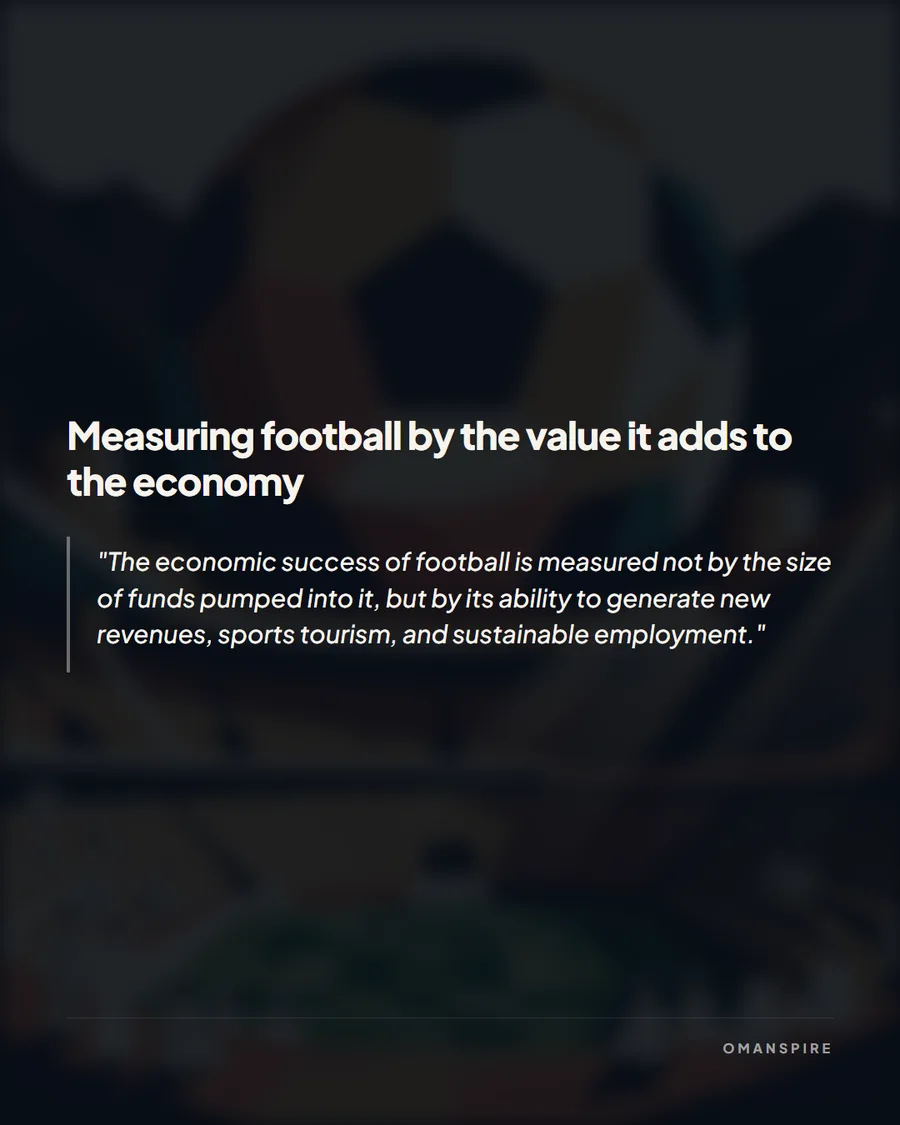 Measuring football by the value it adds to
the economy
"The economic success of football is measured not by the size
of funds pumped into it, but by its ability to generate new
revenues, sports tourism, and sustainable employment."
OMANSPIRE